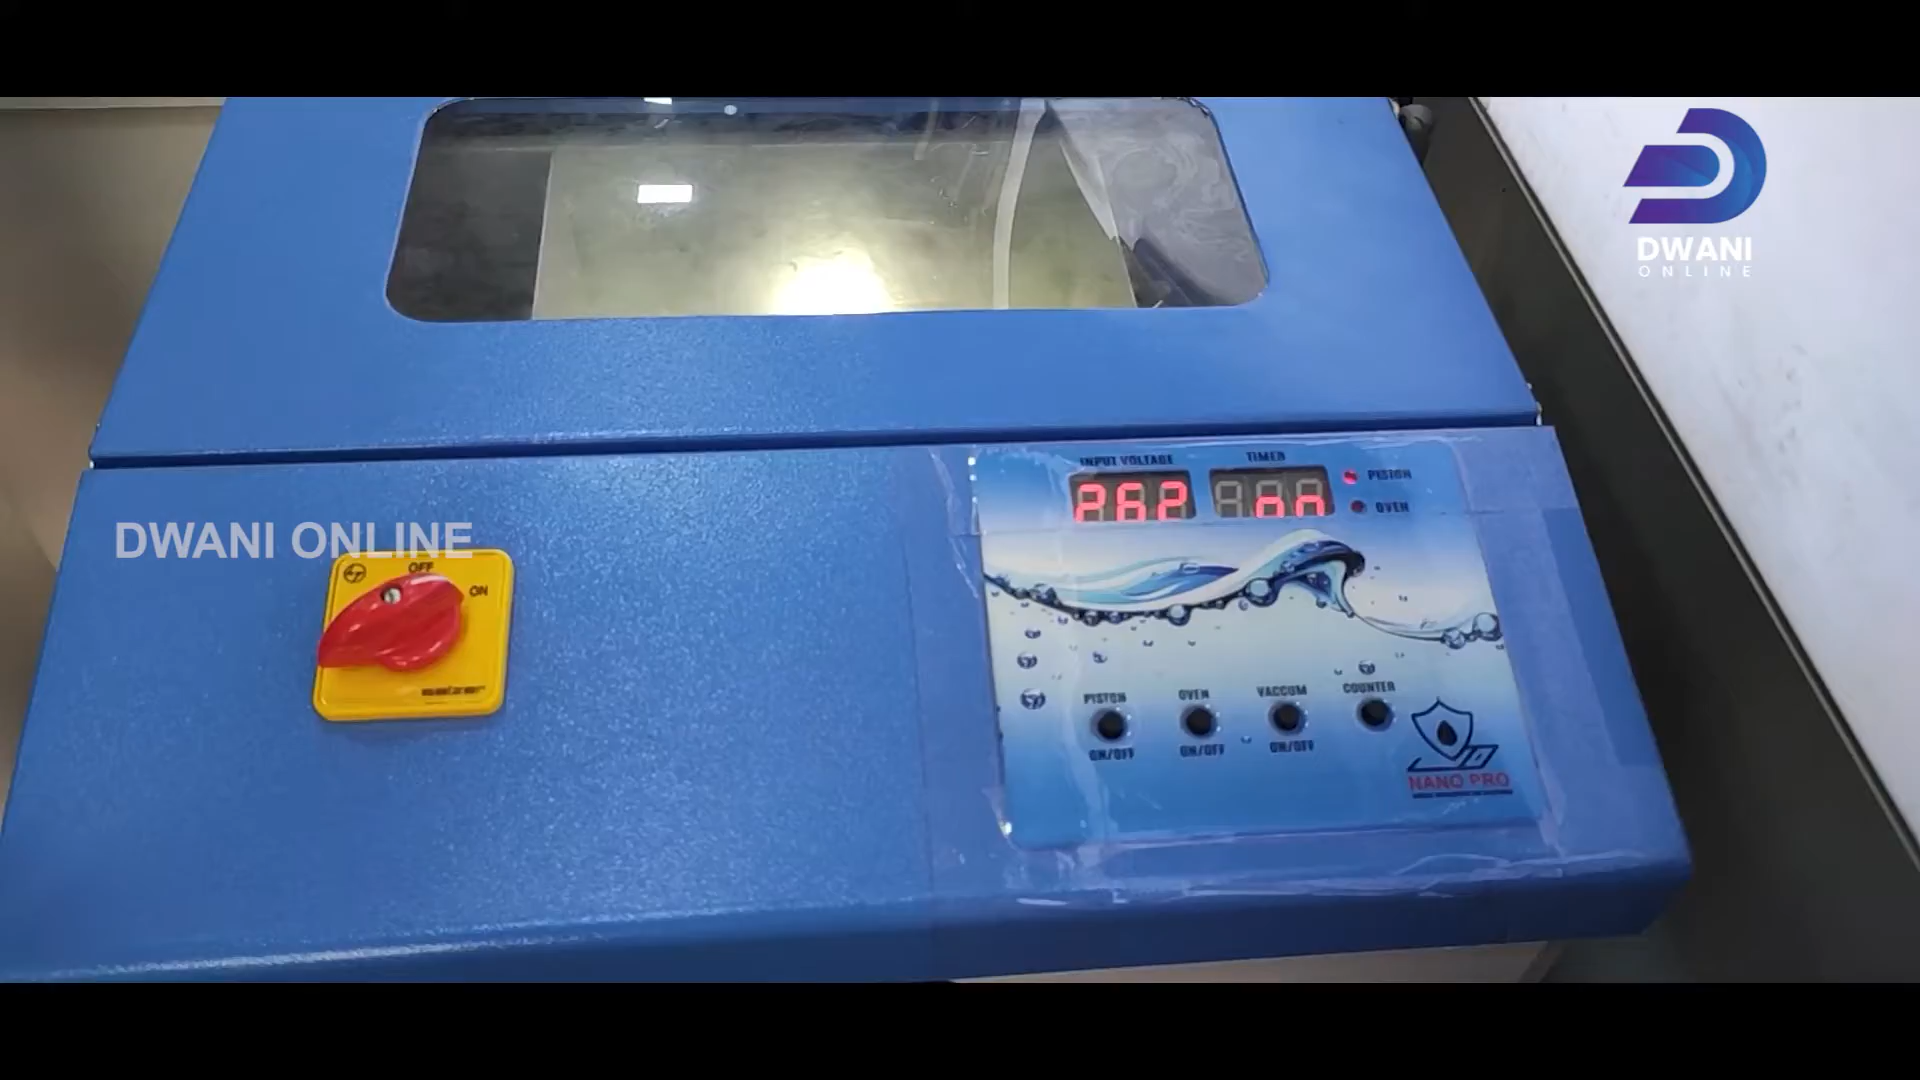 DWANI
ONLINE
INPUT VOLTAGE
TIMER
262
on
PISTON
OVEN
DWANI ONLINE
OFF
ON
PISTON
OVEN
VACCUM
COUNTER
ON/OFF
ON/OFF
ON/OFF
NANO PRO